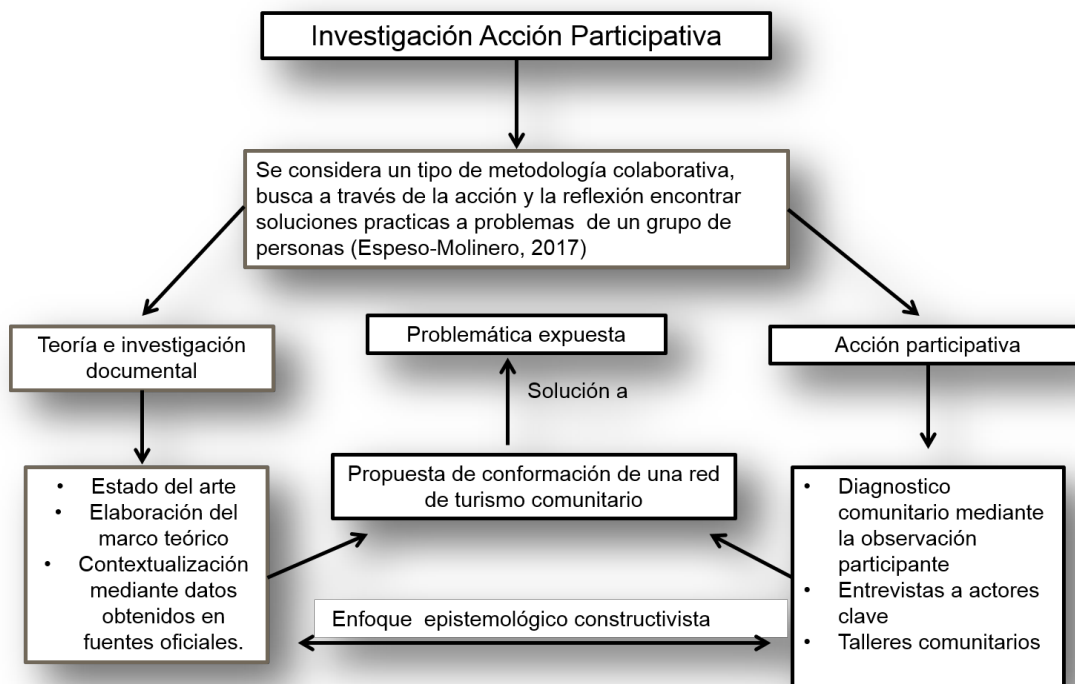 Investigación Acción Participativa
Se considera un tipo de metodología colaborativa,
busca a través de la acción y la reflexión encontrar
soluciones practicas a problemas de un grupo de
personas (Espeso-Molinero, 2017)
Teoría e investigación
documental
Problemática expuesta
Acción participativa
Solución a
• Estado del arte
• Elaboración del
marco teórico
• Contextualización
mediante datos
obtenidos en
fuentes oficiales.
Propuesta de conformación de una red
de turismo comunitario
• Diagnostico
comunitario mediante
la observación
participante
• Entrevistas a actores
clave
• Talleres comunitarios
Enfoque epistemológico constructivista